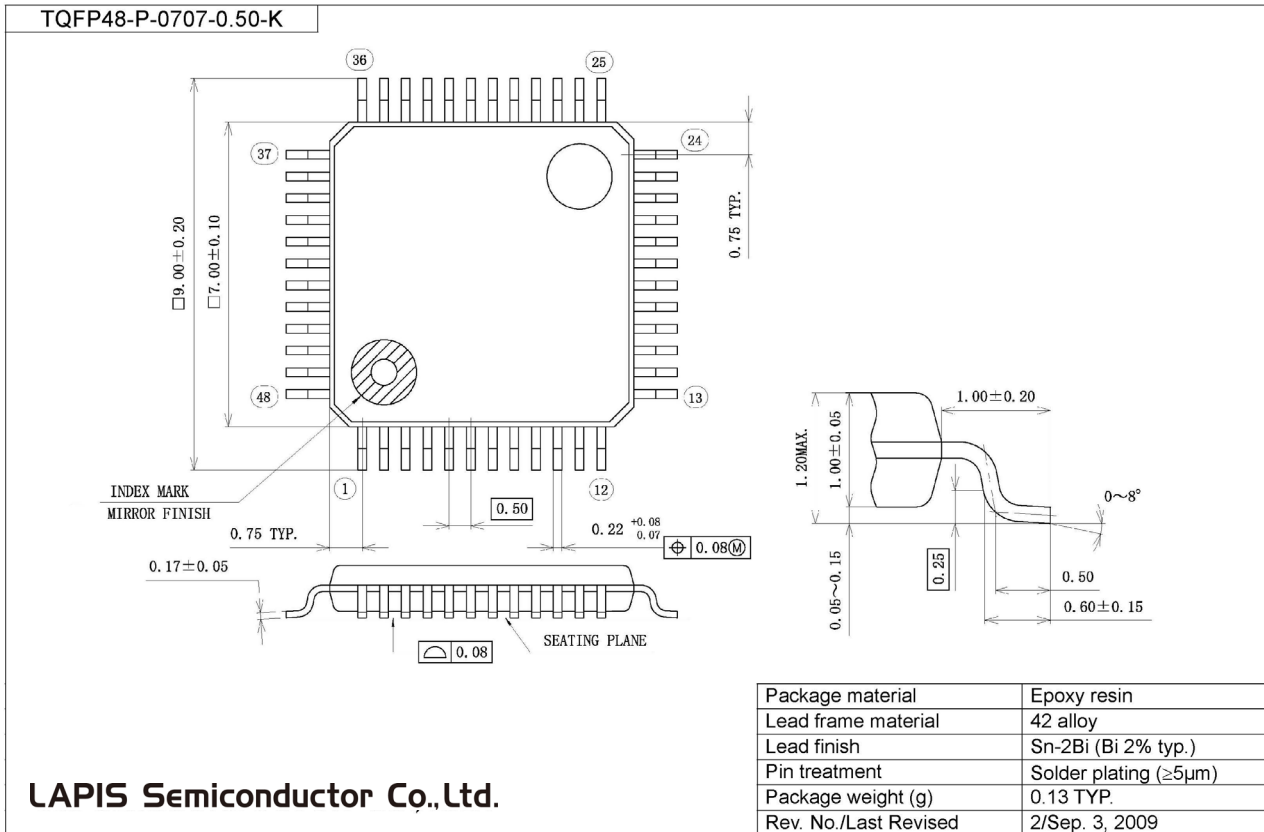 TQFP48-P-0707-0.50-K
36
25
37
24
0.75 TYP.
□9.00±0.20
□7.00±0.10
48
13
1
12
INDEX MARK
MIRROR FINISH
0.50
0.75 TYP.
0.22 +0.08
0.07
⌖ 0.08Ⓜ
0.17±0.05
SEATING PLANE
⌓ 0.08
1.00±0.20
1.20MAX.
1.00±0.05
0~8°
0.25
0.05~0.15
0.50
0.60±0.15
Package material Epoxy resin
Lead frame material 42 alloy
Lead finish Sn-2Bi (Bi 2% typ.)
Pin treatment Solder plating (≥5µm)
Package weight (g) 0.13 TYP.
Rev. No./Last Revised 2/Sep. 3, 2009
LAPIS Semiconductor Co.,Ltd.